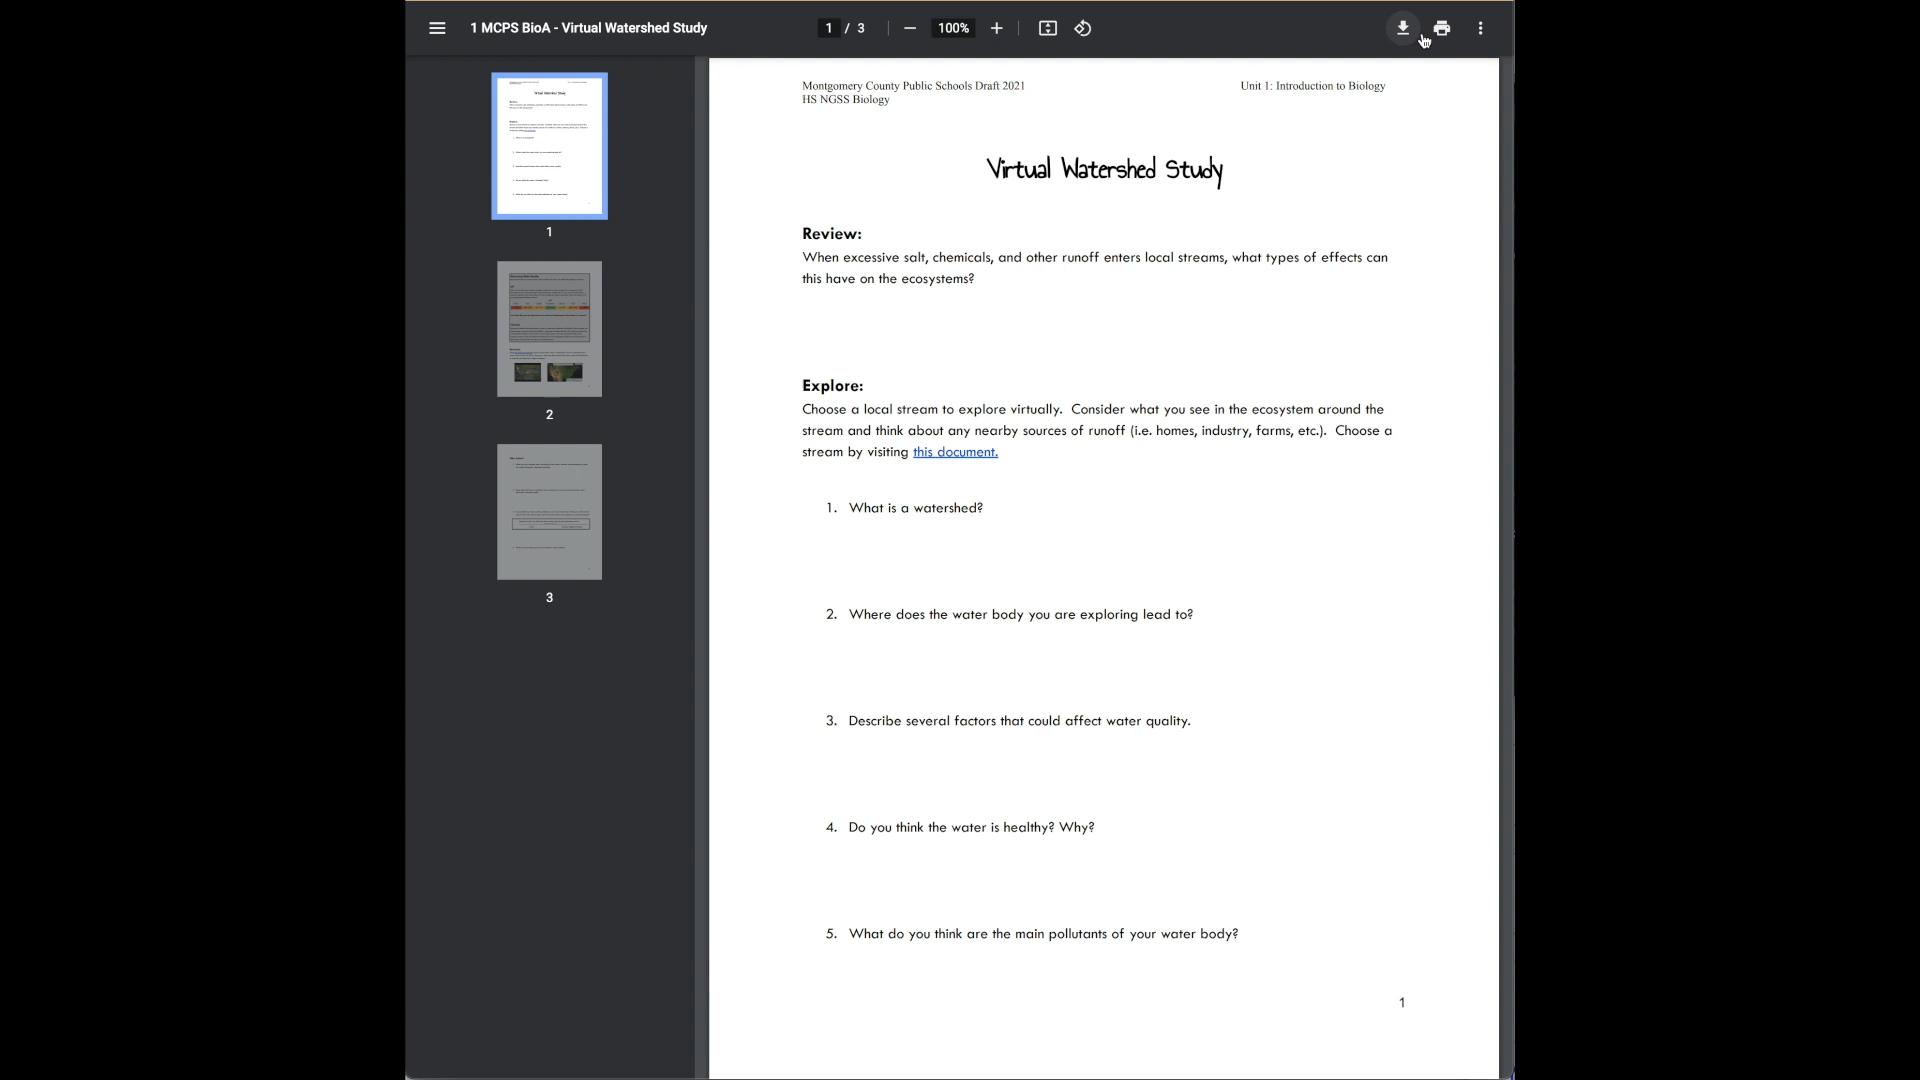 1 MCPS BioA - Virtual Watershed Study
1 / 3
100%
1
2
3
Montgomery County Public Schools Draft 2021
Unit 1: Introduction to Biology
HS NGSS Biology
Virtual Watershed Study
Review:
When excessive salt, chemicals, and other runoff enters local streams, what types of effects can
this have on the ecosystems?
Explore:
Choose a local stream to explore virtually. Consider what you see in the ecosystem around the
stream and think about any nearby sources of runoff (i.e. homes, industry, farms, etc.). Choose a
stream by visiting this document.
1. What is a watershed?
2. Where does the water body you are exploring lead to?
3. Describe several factors that could affect water quality.
4. Do you think the water is healthy? Why?
5. What do you think are the main pollutants of your water body?
1